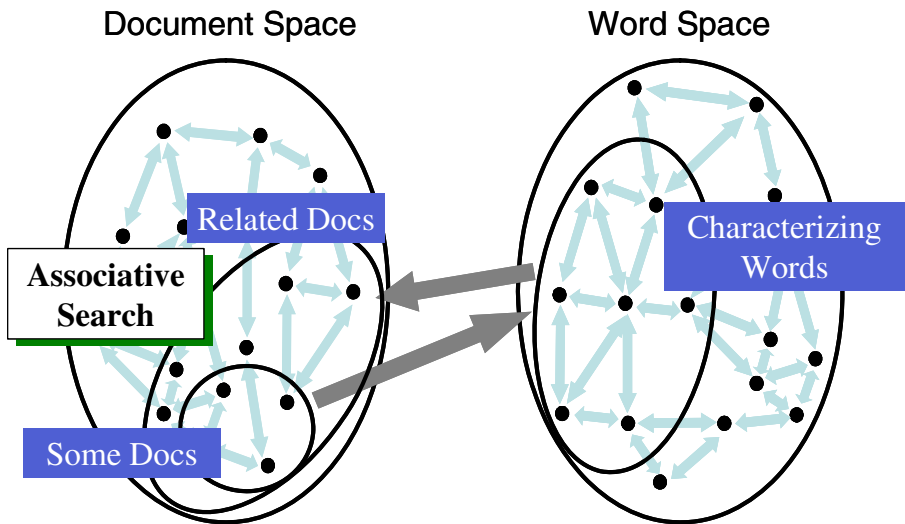 Document Space
Word Space
Related Docs
Characterizing
Words
Associative
Search
Some Docs